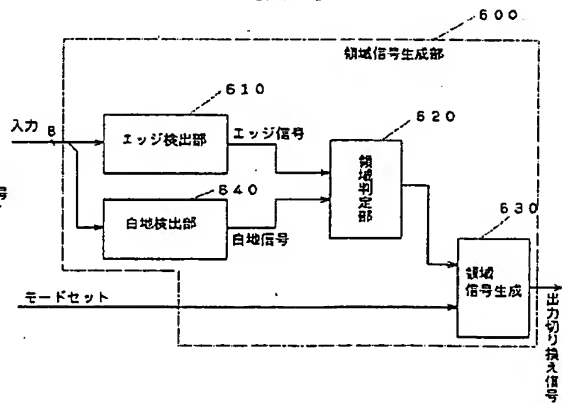 600
領域信号生成部
610
入力
8
エッジ検出部
エッジ信号
620
領域判定部
640
白地検出部
白地信号
号
630
領域
信号生成
モードセット
出力切り換え信号